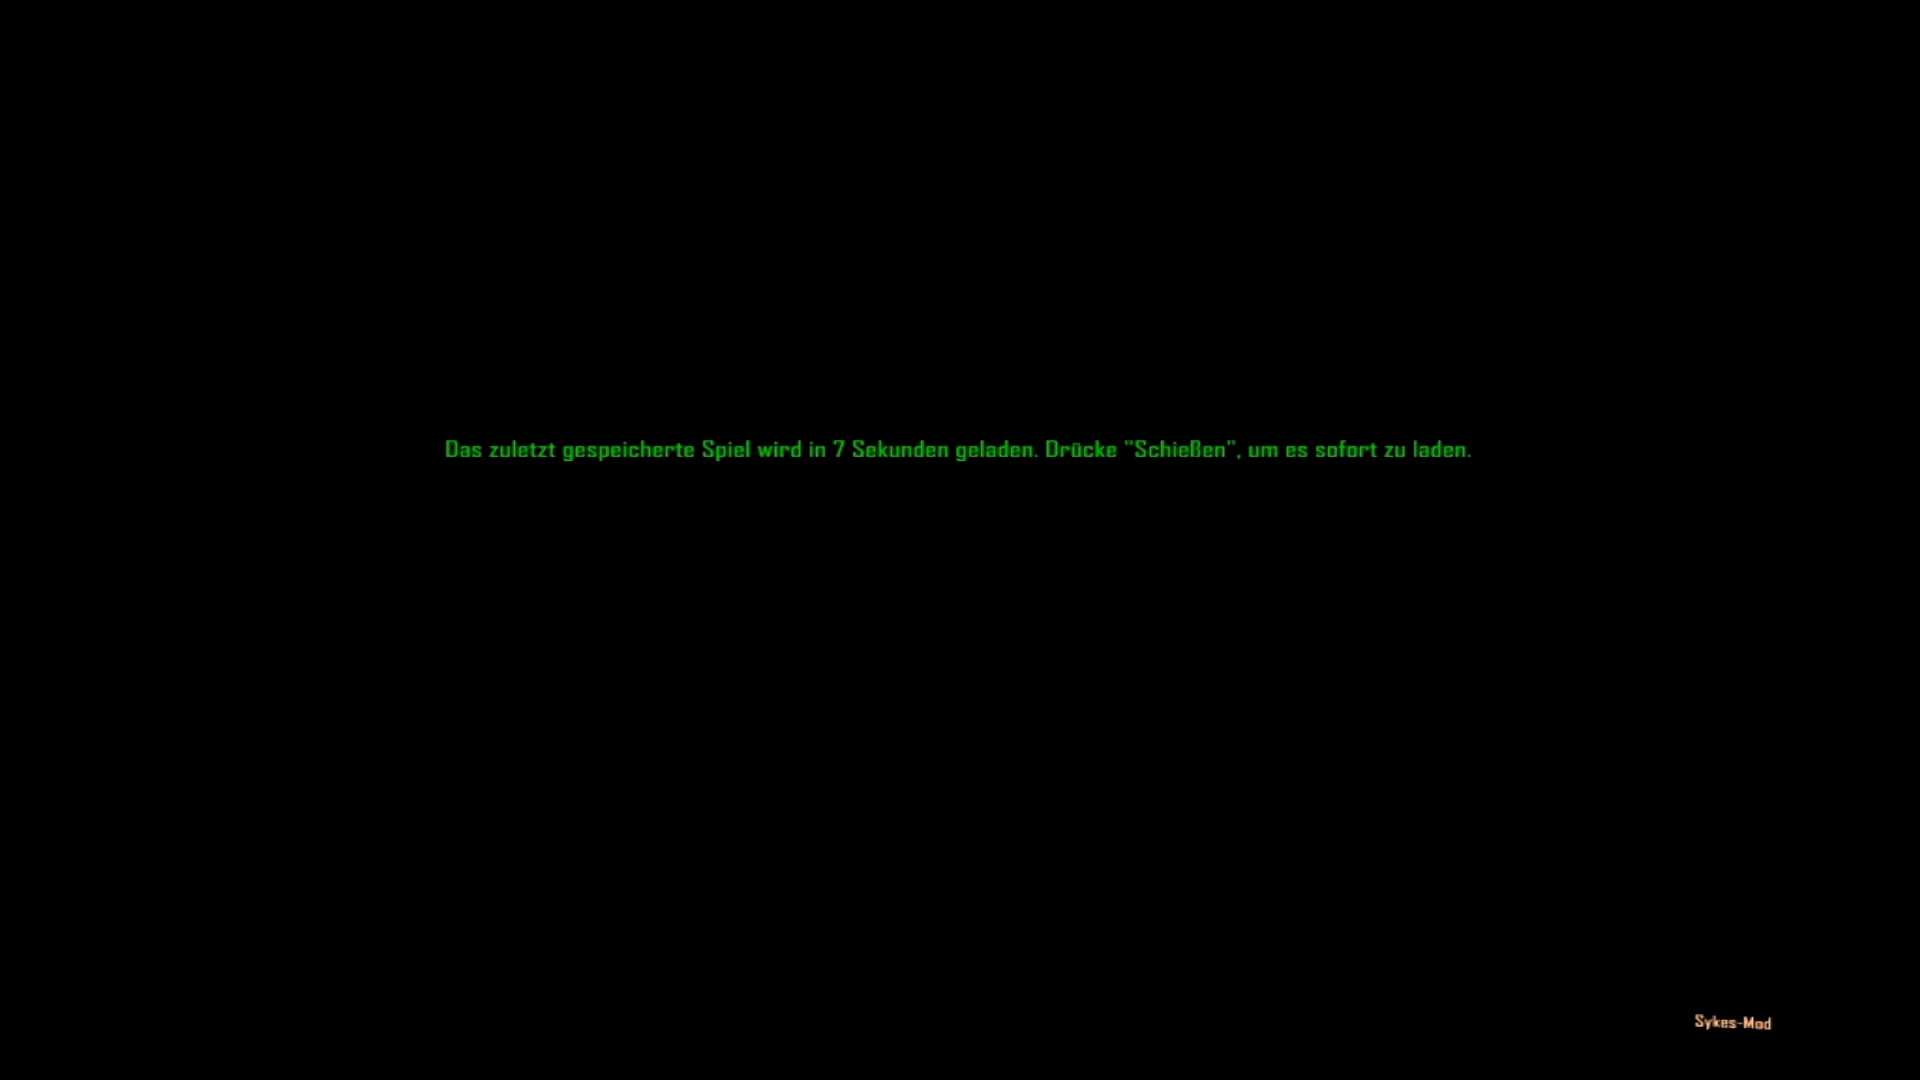 Das zuletzt gespeicherte Spiel wird in 7 Sekunden geladen. Drücke "Schießen", um es sofort zu laden.
Sykes-Mod